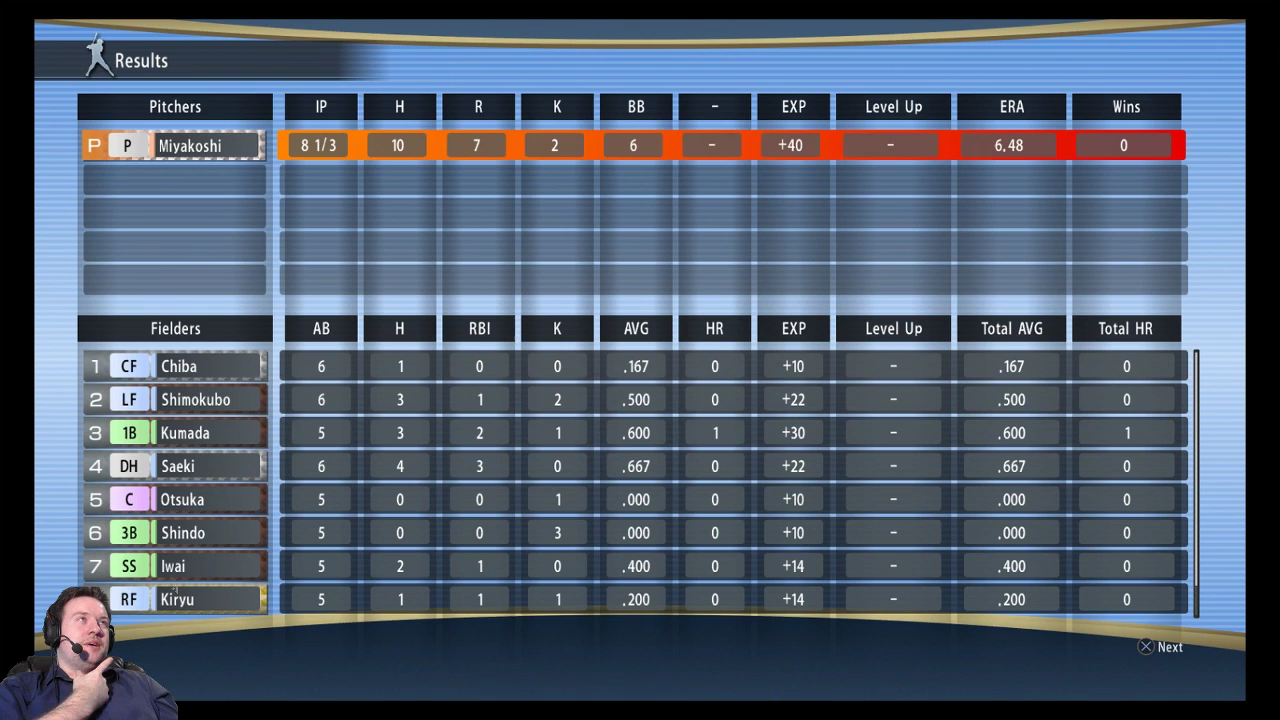 Results
Pitchers IP H R K BB - EXP Level Up ERA Wins
P P Miyakoshi 8 1/3 10 7 2 6 - +40 - 6.48 0
Fielders AB H RBI K AVG HR EXP Level Up Total AVG Total HR
1 CF Chiba 6 1 0 0 .167 0 +10 - .167 0
2 LF Shimokubo 6 3 1 2 .500 0 +22 - .500 0
3 1B Kumada 5 3 2 1 .600 1 +30 - .600 1
4 DH Saeki 6 4 3 0 .667 0 +22 - .667 0
5 C Otsuka 5 0 0 1 .000 0 +10 - .000 0
6 3B Shindo 5 0 0 3 .000 0 +10 - .000 0
7 SS Iwai 5 2 1 0 .400 0 +14 - .400 0
RF Kiryu 5 1 1 1 .200 0 +14 - .200 0
Next